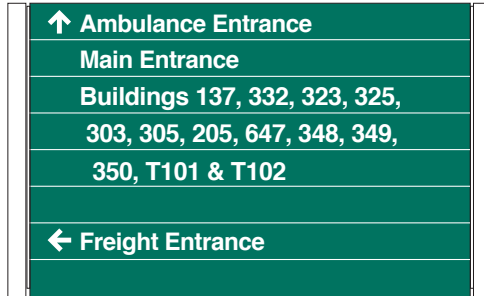 ↑ Ambulance Entrance
Main Entrance
Buildings 137, 332, 323, 325,
303, 305, 205, 647, 348, 349,
350, T101 & T102
← Freight Entrance